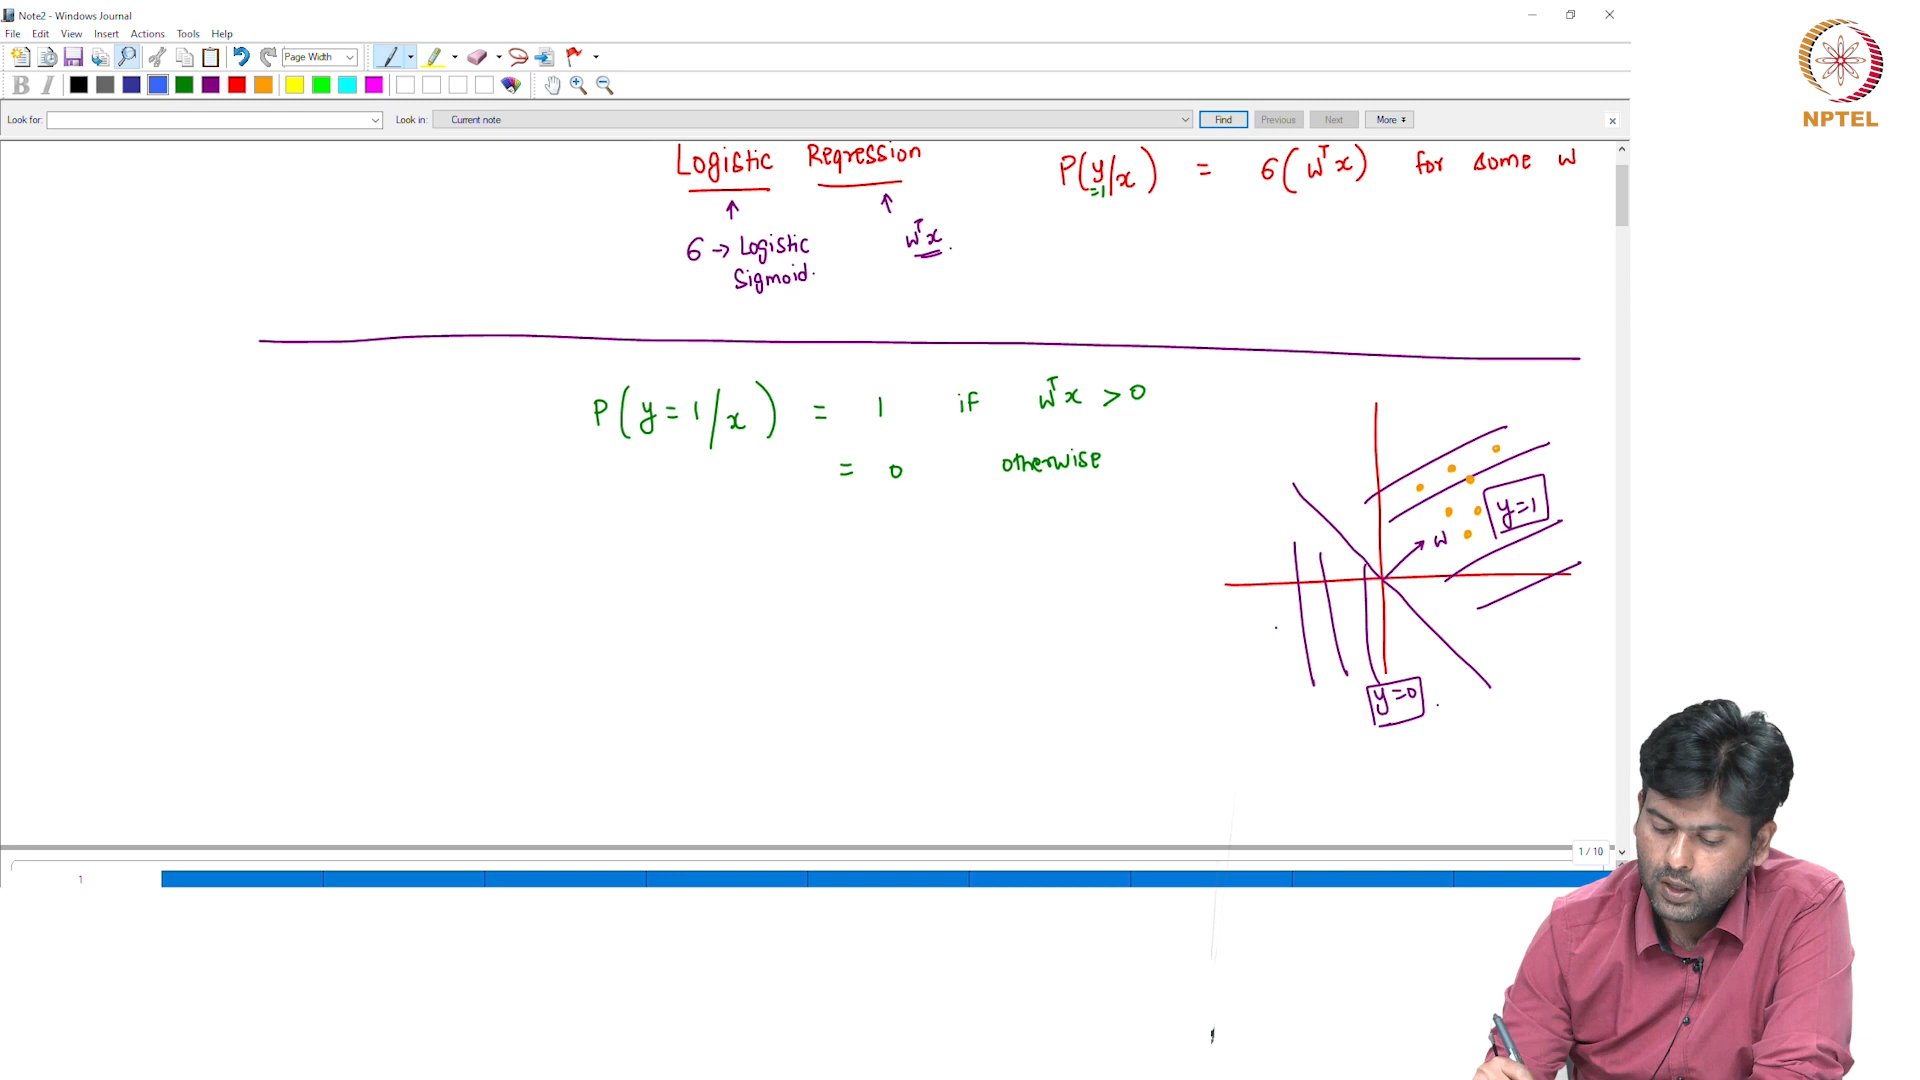 Note2 - Windows Journal
File Edit View Insert Actions Tools Help
Page Width
B I
Look for: Look in: Current note Find Previous Next More
NPTEL
Logistic Regression P(y=1/x) = σ(wᵀx) for some w
σ → Logistic Sigmoid.
wᵀx.
P(y=1/x) = 1 if wᵀx > 0
= 0 otherwise
y=1
w
y=0
1 / 10
1